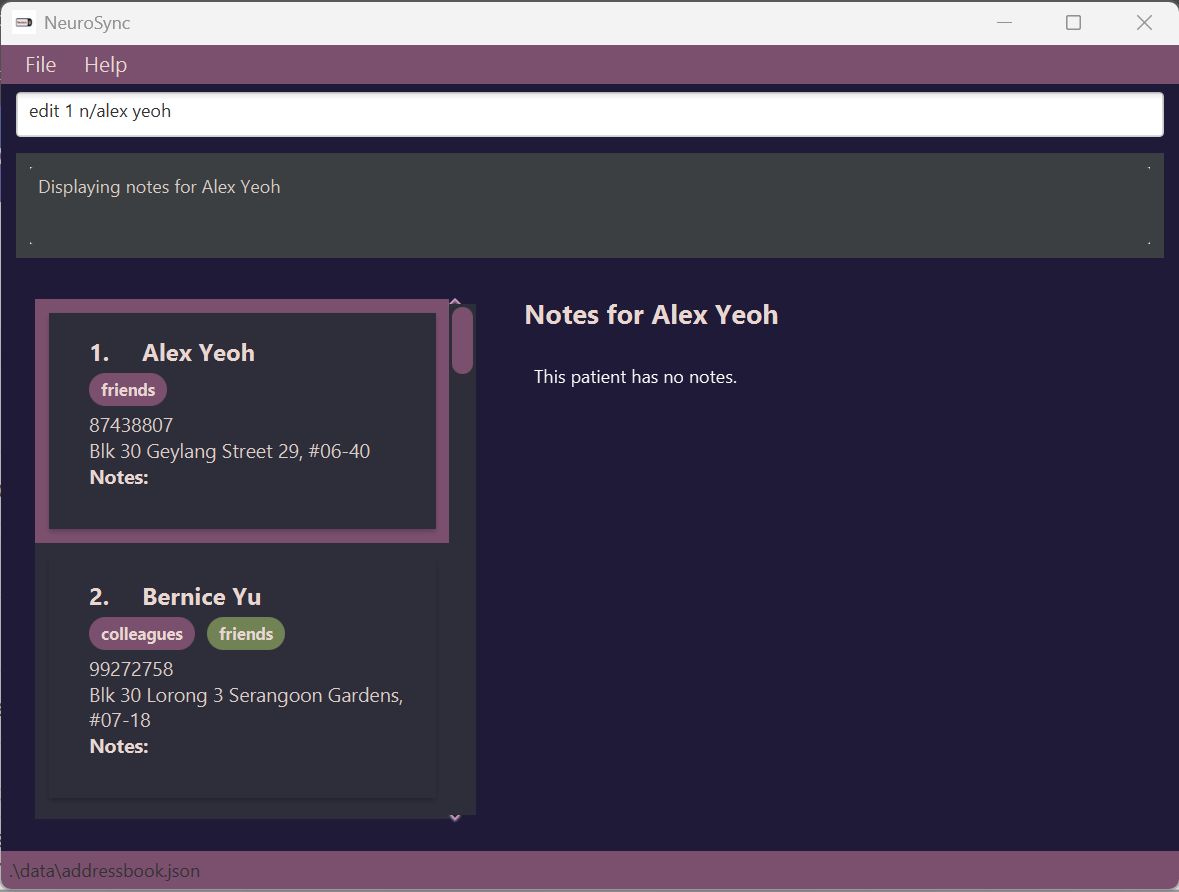 NeuroSync
File Help
edit 1 n/alex yeoh
Displaying notes for Alex Yeoh
1. Alex Yeoh
friends
87438807
Blk 30 Geylang Street 29, #06-40
Notes:
2. Bernice Yu
colleagues friends
99272758
Blk 30 Lorong 3 Serangoon Gardens,
#07-18
Notes:
Notes for Alex Yeoh
This patient has no notes.
.\data\addressbook.json